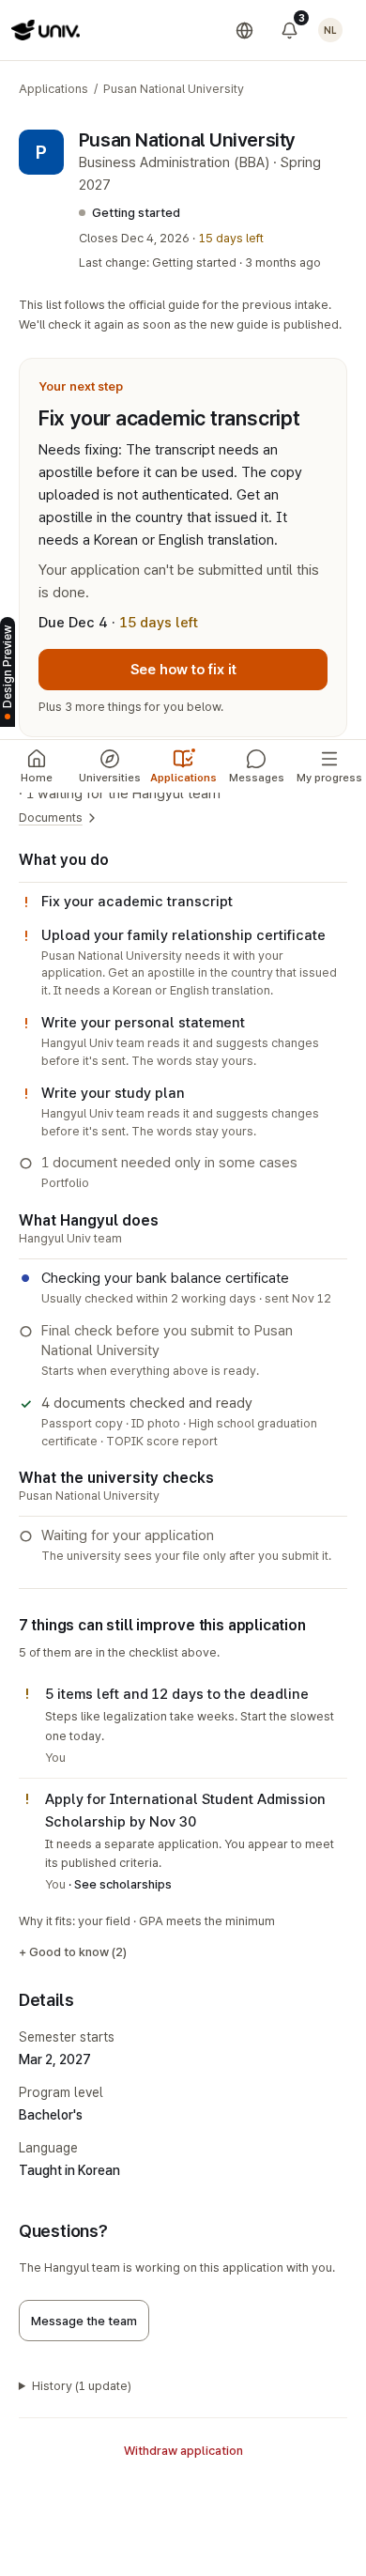 UNIV.
3
NL
Applications / Pusan National University
P
Pusan National University
Business Administration (BBA) · Spring
2027
Getting started
Closes Dec 4, 2026 · 15 days left
Last change: Getting started · 3 months ago
This list follows the official guide for the previous intake.
We'll check it again as soon as the new guide is published.
Your next step
Fix your academic transcript
Needs fixing: The transcript needs an
apostille before it can be used. The copy
uploaded is not authenticated. Get an
apostille in the country that issued it. It
needs a Korean or English translation.
Your application can't be submitted until this
is done.
Due Dec 4 · 15 days left
Design Preview
See how to fix it
Plus 3 more things for you below.
Home
Universities
Applications
Messages
My progress
· 1 waiting for the Hangyul team
Documents
What you do
! Fix your academic transcript
! Upload your family relationship certificate
Pusan National University needs it with your
application. Get an apostille in the country that issued
it. It needs a Korean or English translation.
! Write your personal statement
Hangyul Univ team reads it and suggests changes
before it's sent. The words stay yours.
! Write your study plan
Hangyul Univ team reads it and suggests changes
before it's sent. The words stay yours.
1 document needed only in some cases
Portfolio
What Hangyul does
Hangyul Univ team
Checking your bank balance certificate
Usually checked within 2 working days · sent Nov 12
Final check before you submit to Pusan
National University
Starts when everything above is ready.
4 documents checked and ready
Passport copy · ID photo · High school graduation
certificate · TOPIK score report
What the university checks
Pusan National University
Waiting for your application
The university sees your file only after you submit it.
7 things can still improve this application
5 of them are in the checklist above.
! 5 items left and 12 days to the deadline
Steps like legalization take weeks. Start the slowest
one today.
You
! Apply for International Student Admission
Scholarship by Nov 30
It needs a separate application. You appear to meet
its published criteria.
You · See scholarships
Why it fits: your field · GPA meets the minimum
+ Good to know (2)
Details
Semester starts
Mar 2, 2027
Program level
Bachelor's
Language
Taught in Korean
Questions?
The Hangyul team is working on this application with you.
Message the team
History (1 update)
Withdraw application